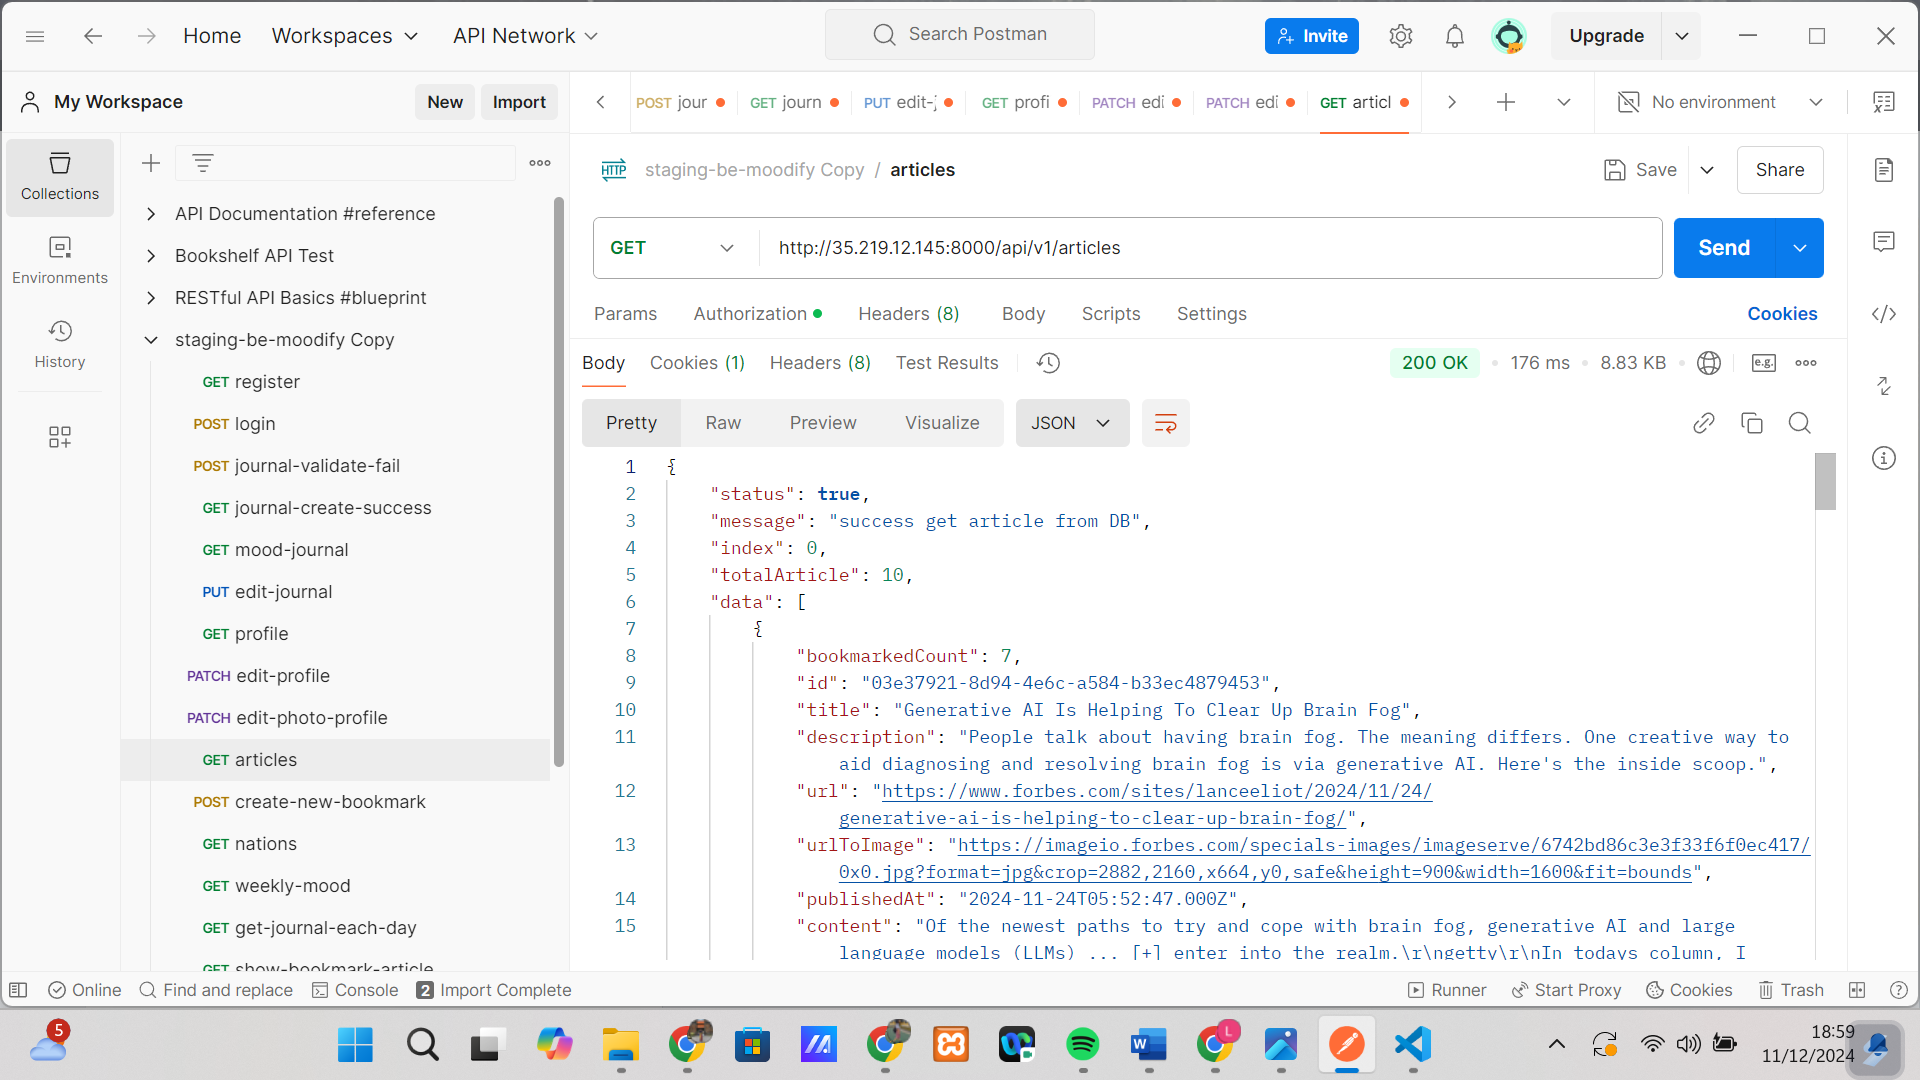 Home
Workspaces
API Network
Search Postman
Invite
Upgrade
My Workspace
New
Import
POST jour
GET journ
PUT edit-j
GET profi
PATCH edi
PATCH edi
GET articl
No environment
Collections
Environments
History
API Documentation #reference
Bookshelf API Test
RESTful API Basics #blueprint
staging-be-moodify Copy
GET register
POST login
POST journal-validate-fail
GET journal-create-success
GET mood-journal
PUT edit-journal
GET profile
PATCH edit-profile
PATCH edit-photo-profile
GET articles
POST create-new-bookmark
GET nations
GET weekly-mood
GET get-journal-each-day
GET show-bookmark-article
HTTP staging-be-moodify Copy / articles
Save
Share
GET http://35.219.12.145:8000/api/v1/articles
Send
Params Authorization Headers (8) Body Scripts Settings Cookies
Body Cookies (1) Headers (8) Test Results
200 OK 176 ms 8.83 KB e.g.
Pretty Raw Preview Visualize JSON
1 {
2 "status": true,
3 "message": "success get article from DB",
4 "index": 0,
5 "totalArticle": 10,
6 "data": [
7 {
8 "bookmarkedCount": 7,
9 "id": "03e37921-8d94-4e6c-a584-b33ec4879453",
10 "title": "Generative AI Is Helping To Clear Up Brain Fog",
11 "description": "People talk about having brain fog. The meaning differs. One creative way to
aid diagnosing and resolving brain fog is via generative AI. Here's the inside scoop.",
12 "url": "https://www.forbes.com/sites/lanceeliot/2024/11/24/
generative-ai-is-helping-to-clear-up-brain-fog/",
13 "urlToImage": "https://imageio.forbes.com/specials-images/imageserve/6742bd86c3e3f33f6f0ec417/
0x0.jpg?format=jpg&crop=2882,2160,x664,y0,safe&height=900&width=1600&fit=bounds",
14 "publishedAt": "2024-11-24T05:52:47.000Z",
15 "content": "Of the newest paths to try and cope with brain fog, generative AI and large
language models (LLMs) ... [+] enter into the realm.\r\ngetty\r\nIn todays column, I
Online
Find and replace
Console
2 Import Complete
Runner
Start Proxy
Cookies
Trash
5
L
W
18:59
11/12/2024